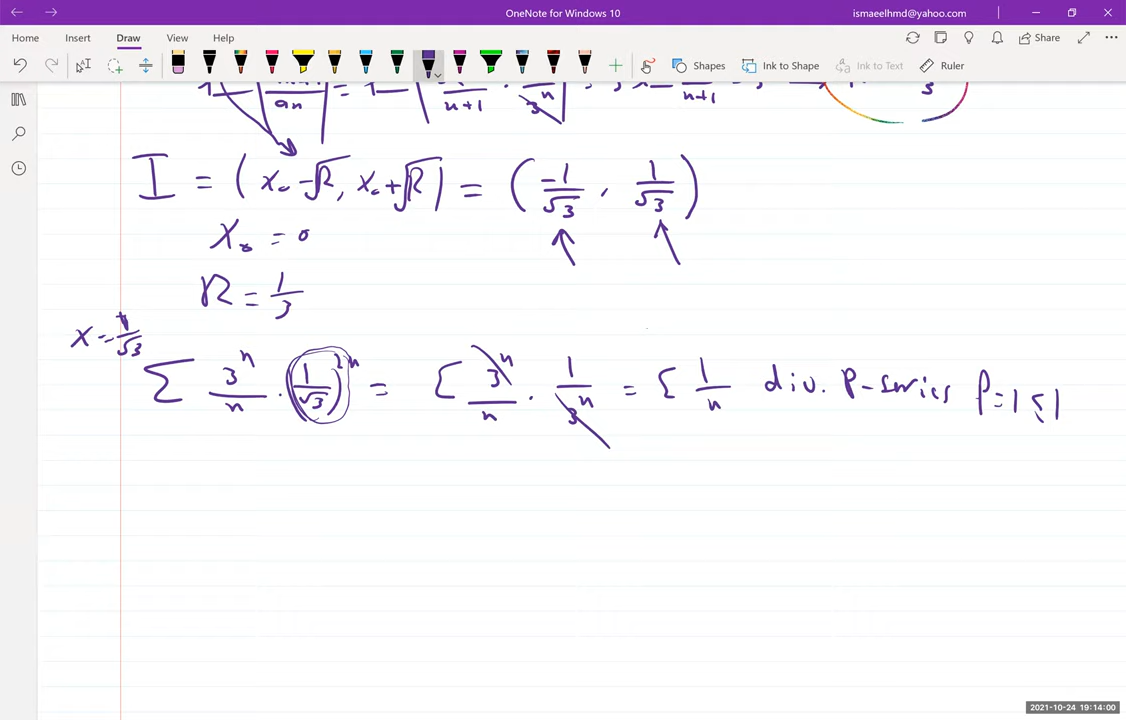 OneNote for Windows 10
ismaeelhmd@yahoo.com
Home Insert Draw View Help
Share
Shapes Ink to Shape Ink to Text Ruler
I = (x₀ - √R, x₀ + √R) = (-1/√3, 1/√3)
x₀ = 0
R = 1/3
Σ 3ⁿ/n · (1/√3)²ⁿ = Σ 3ⁿ/n · 1/3ⁿ = Σ 1/n div. P-series P=1 ≤ 1
2021-10-24 19:14:00